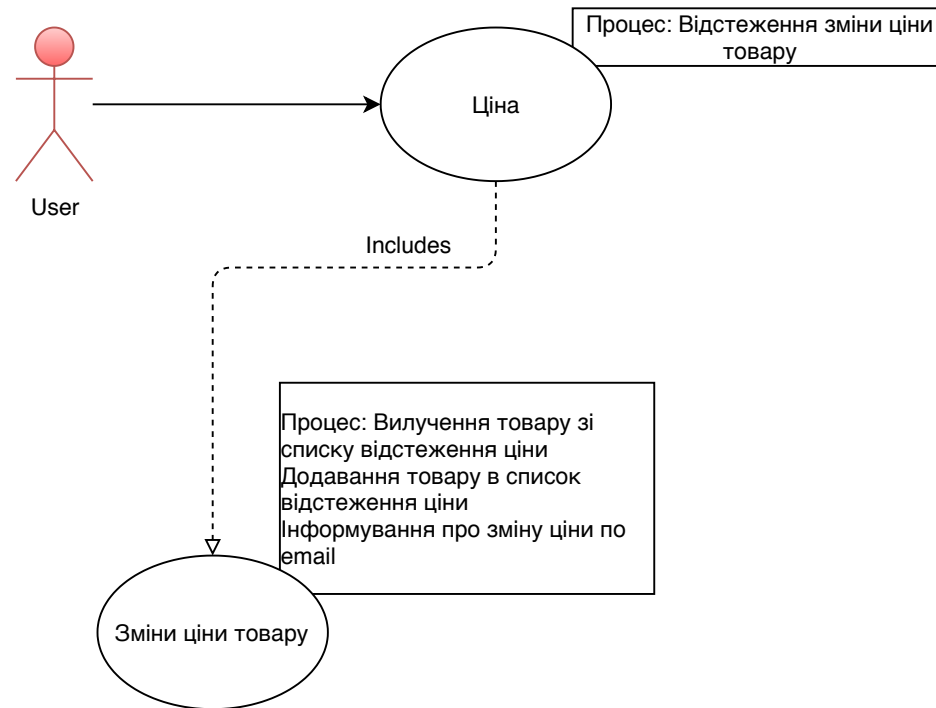 Процес: Відстеження зміни ціни
товару
Ціна
User
Includes
Процес: Вилучення товару зі
списку відстеження ціни
Додавання товару в список
відстеження ціни
Інформування про зміну ціни по
email
Зміни ціни товару